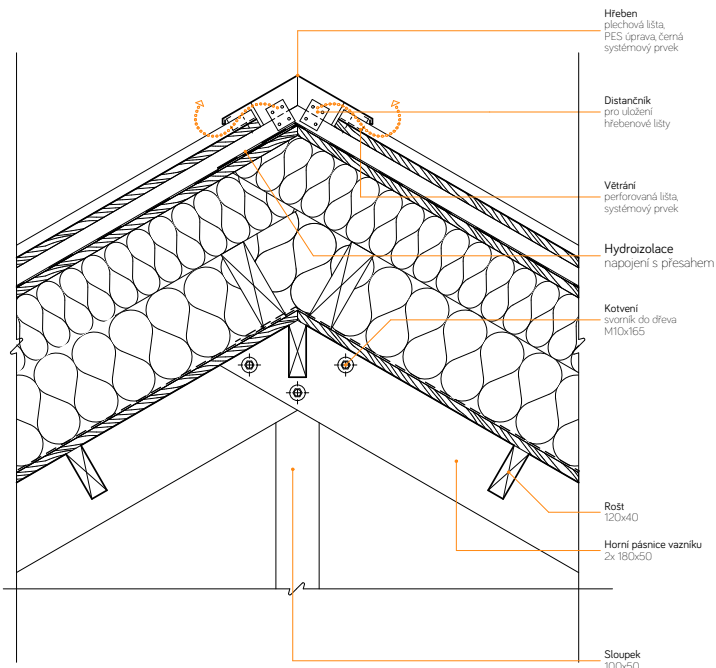 Hřeben
plechová lišta,
PES úprava, černá
systémový prvek
Distančník
pro uložení
hřebenové lišty
Větrání
perforovaná lišta,
systémový prvek
Hydroizolace
napojení s přesahem
Kotvení
svorník do dřeva
M10x165
Rošt
120x40
Horní pásnice vazníku
2x 180x50
Sloupek
100x50